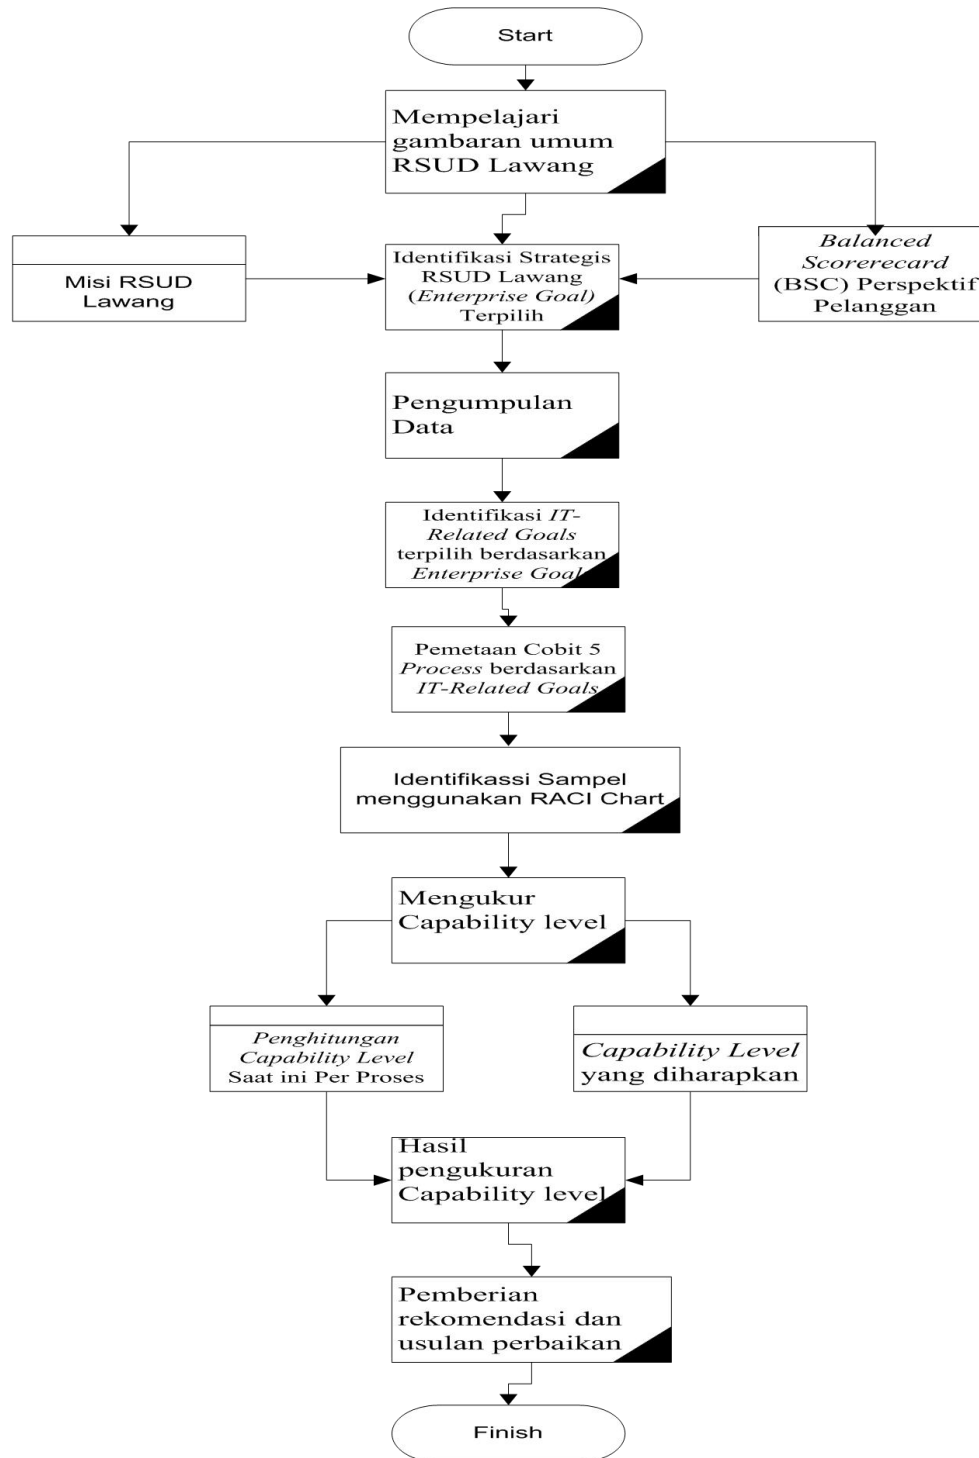 Start
Mempelajari
gambaran umum
RSUD Lawang
Misi RSUD
Lawang
Identifikasi Strategis
RSUD Lawang
(Enterprise Goal)
Terpilih
Balanced
Scorerecard
(BSC) Perspektif
Pelanggan
Pengumpulan
Data
Identifikasi IT-
Related Goals
terpilih berdasarkan
Enterprise Goals
Pemetaan Cobit 5
Process berdasarkan
IT-Related Goals
Identifikassi Sampel
menggunakan RACI Chart
Mengukur
Capability level
Penghitungan
Capability Level
Saat ini Per Proses
Capability Level
yang diharapkan
Hasil
pengukuran
Capability level
Pemberian
rekomendasi dan
usulan perbaikan
Finish